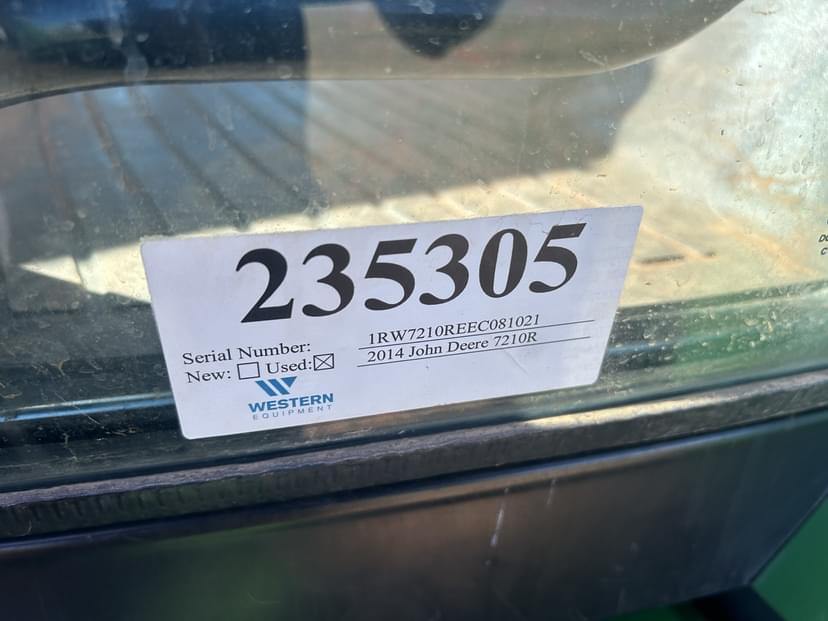 235305
Serial Number: 1RW7210REEC081021
New: ☐ Used: ☒ 2014 John Deere 7210R
WESTERN
EQUIPMENT